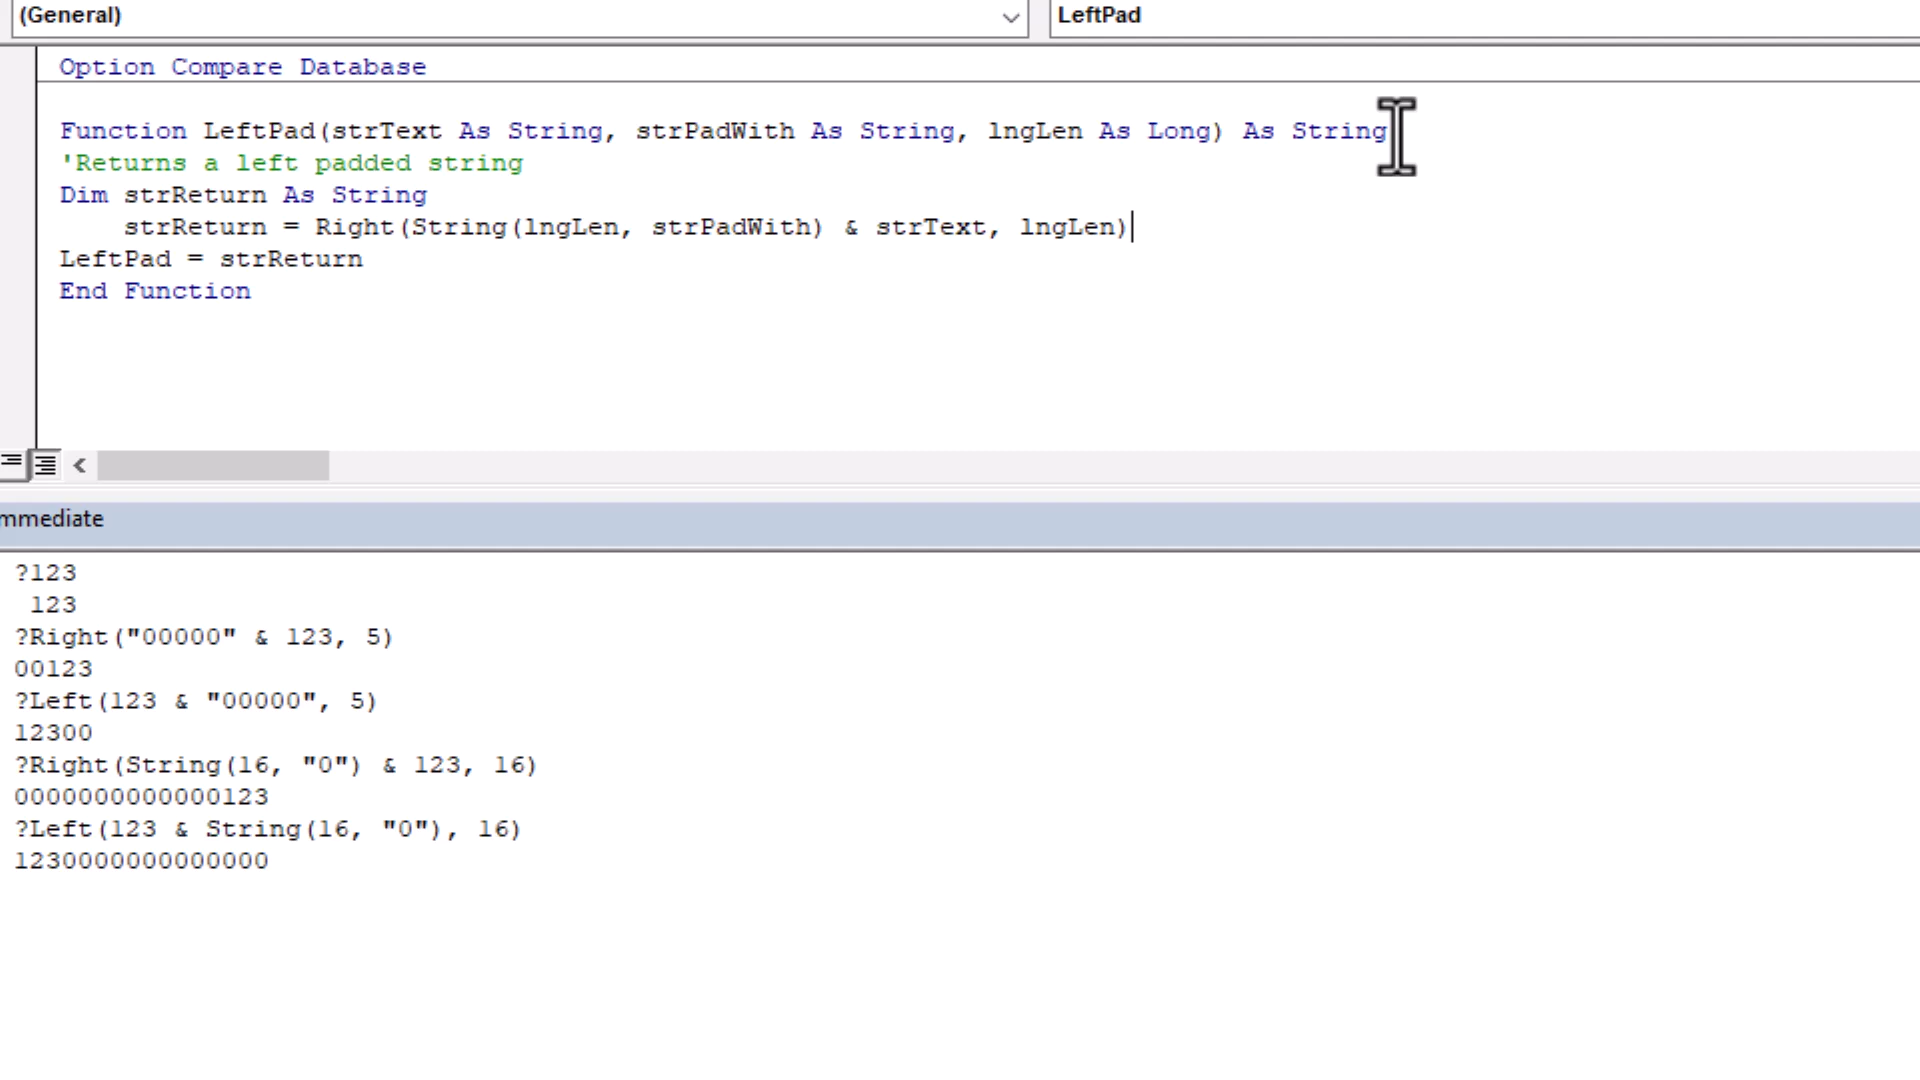 (General)
LeftPad
Option Compare Database
Function LeftPad(strText As String, strPadWith As String, lngLen As Long) As String
'Returns a left padded string
Dim strReturn As String
    strReturn = Right(String(lngLen, strPadWith) & strText, lngLen)
LeftPad = strReturn
End Function
mmediate
?123
 123
?Right("00000" & 123, 5)
00123
?Left(123 & "00000", 5)
12300
?Right(String(16, "0") & 123, 16)
0000000000000123
?Left(123 & String(16, "0"), 16)
1230000000000000